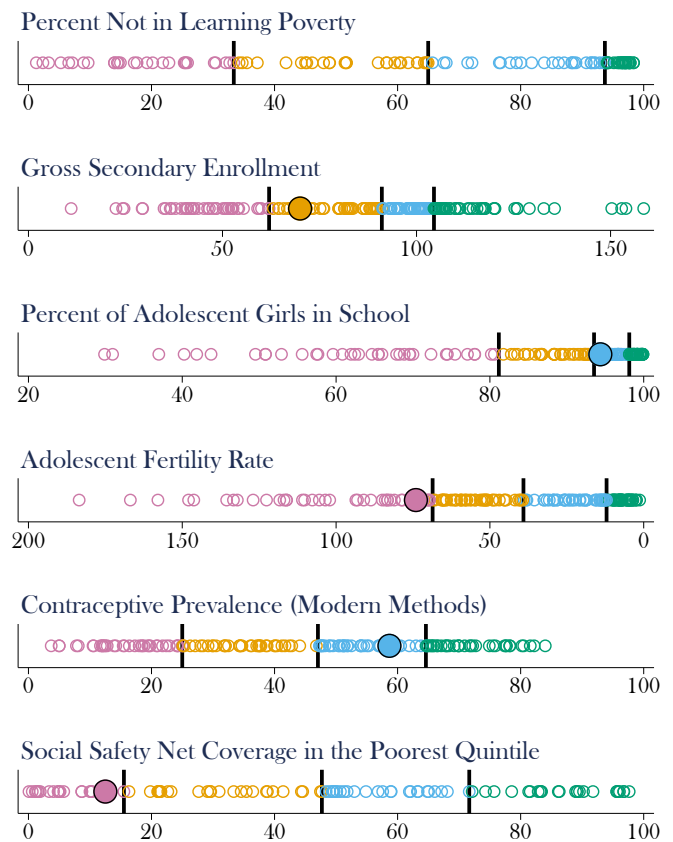 Percent Not in Learning Poverty
0 20 40 60 80 100
Gross Secondary Enrollment
0 50 100 150
Percent of Adolescent Girls in School
20 40 60 80 100
Adolescent Fertility Rate
200 150 100 50 0
Contraceptive Prevalence (Modern Methods)
0 20 40 60 80 100
Social Safety Net Coverage in the Poorest Quintile
0 20 40 60 80 100